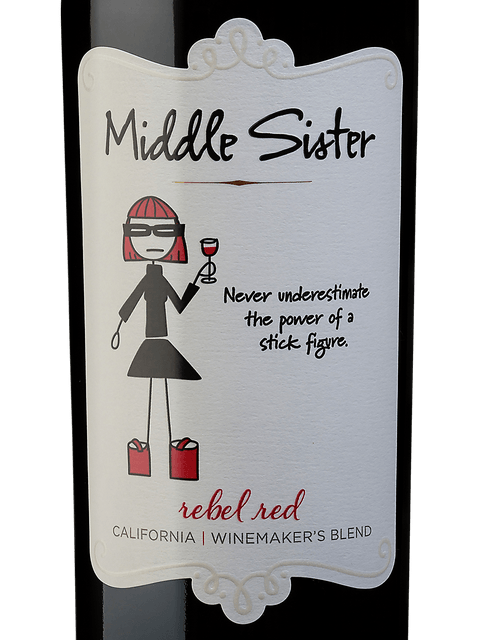 Middle Sister
Never underestimate
the power of a
stick figure.
rebel red
CALIFORNIA | WINEMAKER'S BLEND